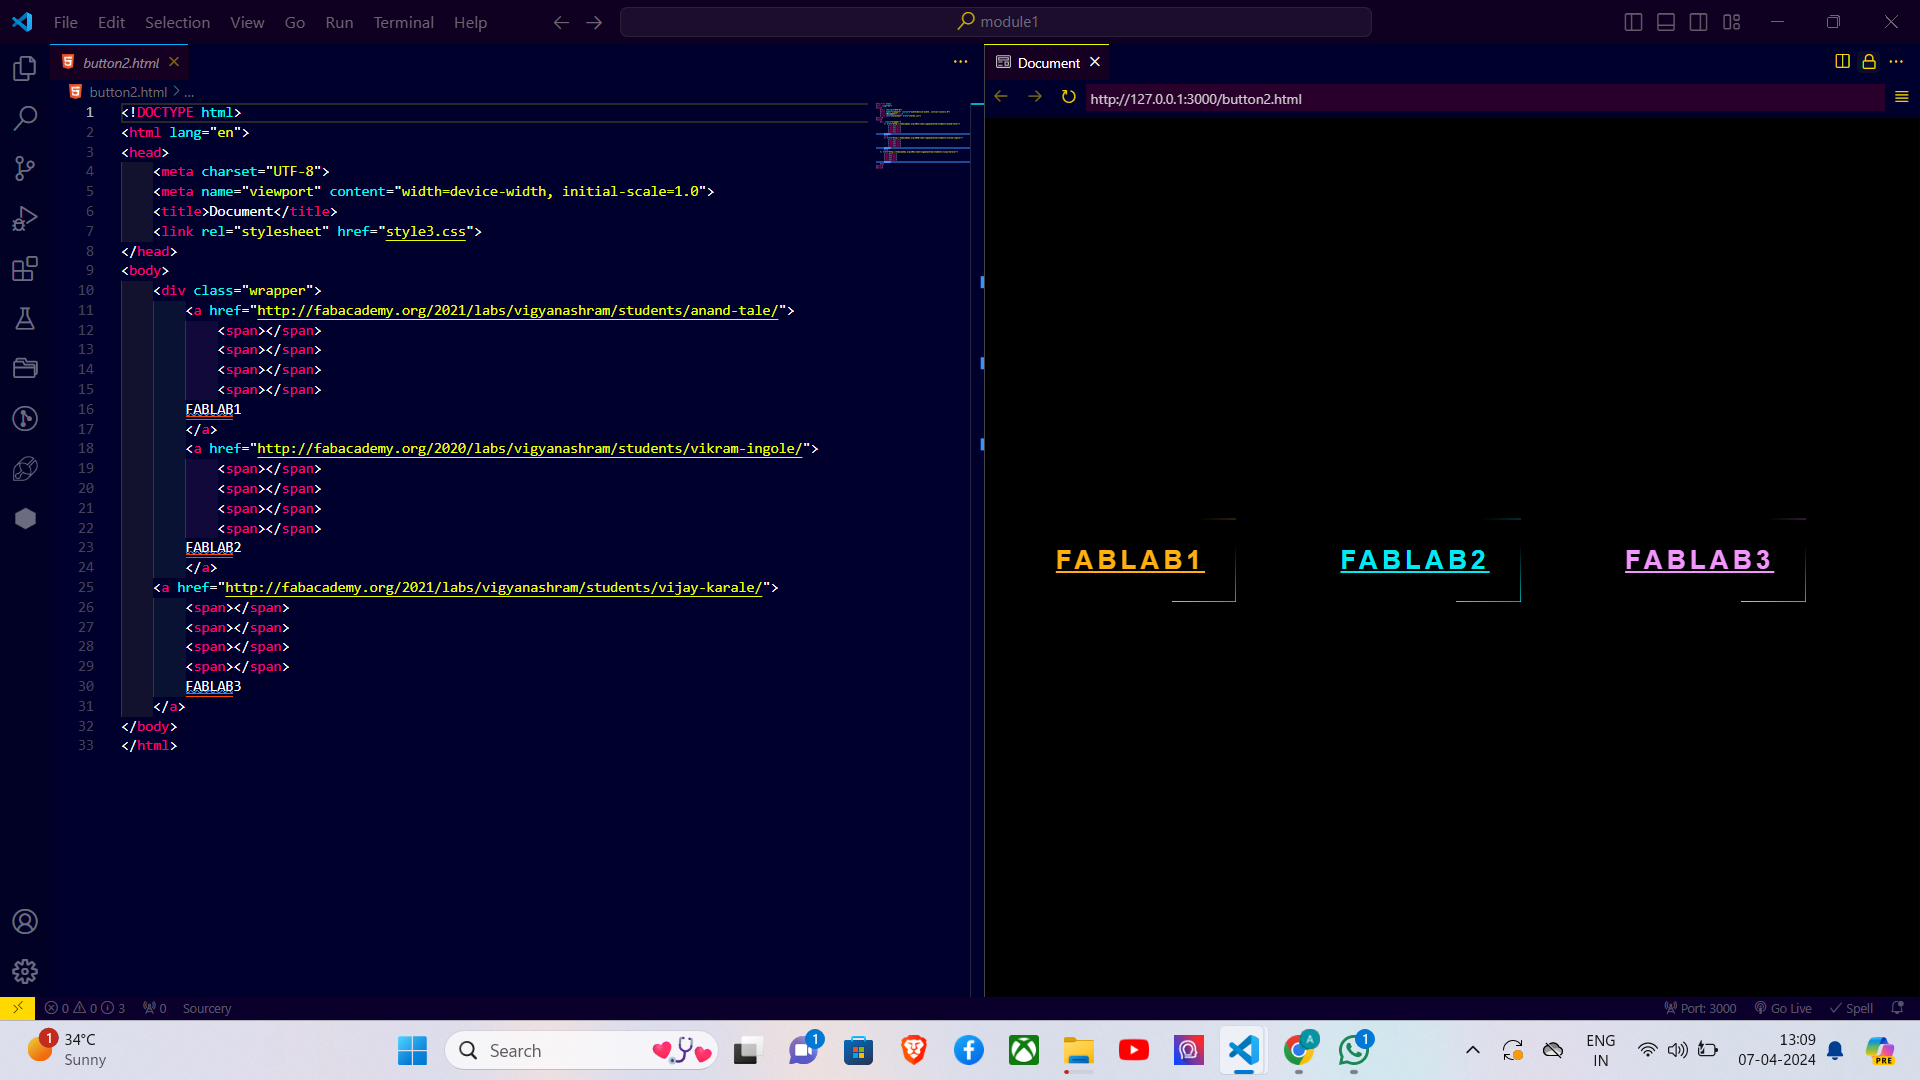 File Edit Selection View Go Run Terminal Help
module1
button2.html
button2.html > ...
1 <!DOCTYPE html>
2 <html lang="en">
3 <head>
4 <meta charset="UTF-8">
5 <meta name="viewport" content="width=device-width, initial-scale=1.0">
6 <title>Document</title>
7 <link rel="stylesheet" href="style3.css">
8 </head>
9 <body>
10 <div class="wrapper">
11 <a href="http://fabacademy.org/2021/labs/vigyanashram/students/anand-tale/">
12 <span></span>
13 <span></span>
14 <span></span>
15 <span></span>
16 FABLAB1
17 </a>
18 <a href="http://fabacademy.org/2020/labs/vigyanashram/students/vikram-ingole/">
19 <span></span>
20 <span></span>
21 <span></span>
22 <span></span>
23 FABLAB2
24 </a>
25 <a href="http://fabacademy.org/2021/labs/vigyanashram/students/vijay-karale/">
26 <span></span>
27 <span></span>
28 <span></span>
29 <span></span>
30 FABLAB3
31 </a>
32 </body>
33 </html>
Document
http://127.0.0.1:3000/button2.html
FABLAB1 FABLAB2 FABLAB3
0 0 3 0 Sourcery
Port: 3000 Go Live Spell
1
34°C
Sunny
Search
1
A
1
ENG
IN
13:09
07-04-2024
PRE